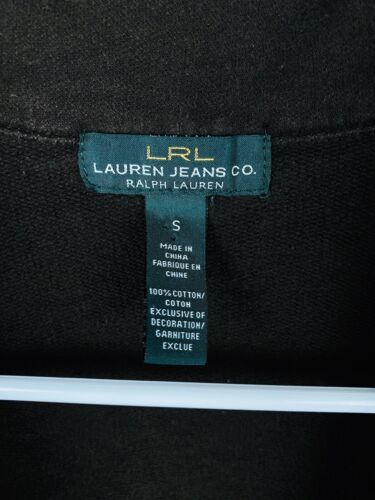 LRL
LAUREN JEANS CO.
RALPH LAUREN
S
MADE IN
CHINA
FABRIQUE EN
CHINE
100% COTTON/
COTON
EXCLUSIVE OF
DECORATION/
GARNITURE
EXCLUE